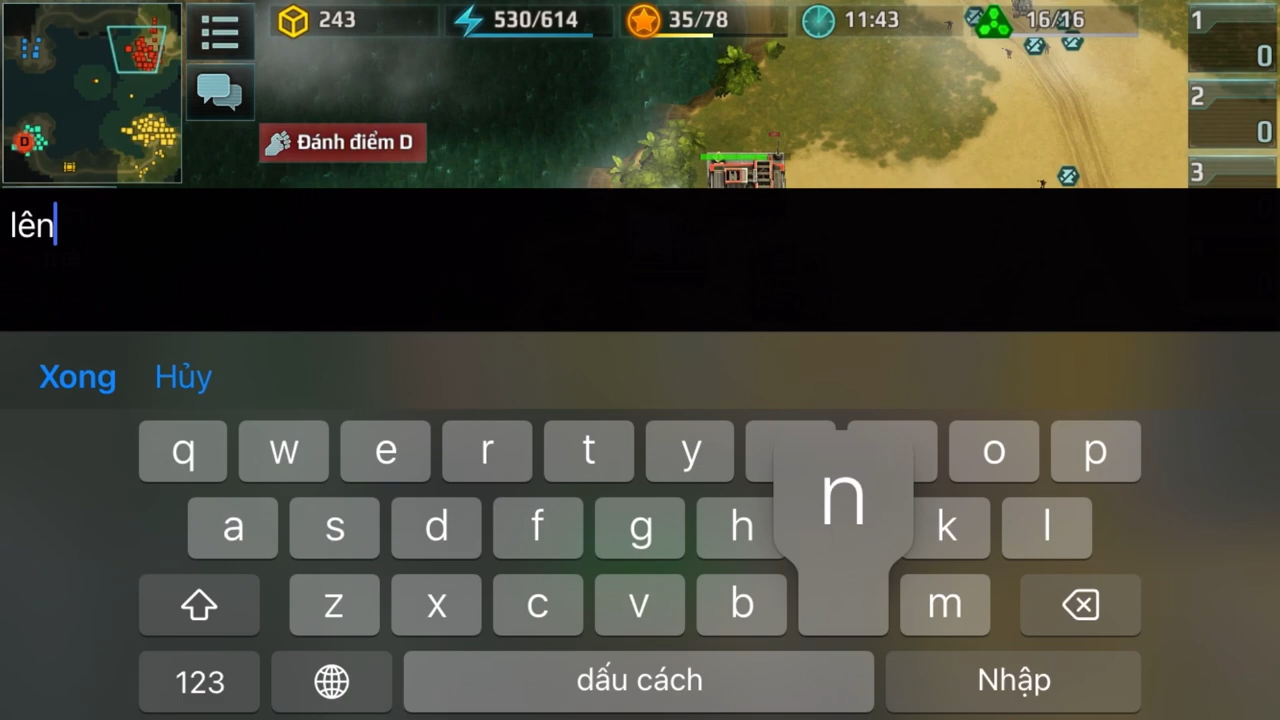 243
530/614
35/78
11:43
16/16
1
0
2
0
3
D
Đánh điểm D
lên
Xong Hủy
q w e r t y o p
a s d f g h k l
n
z x c v b m
123 dấu cách Nhập